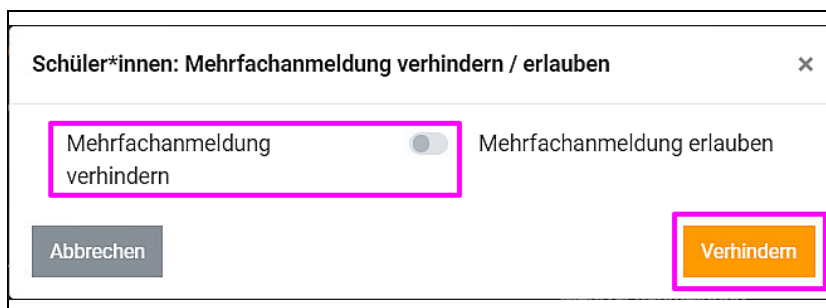 Schüler*innen: Mehrfachanmeldung verhindern / erlauben ×
Mehrfachanmeldung verhindern
Mehrfachanmeldung erlauben
Abbrechen
Verhindern